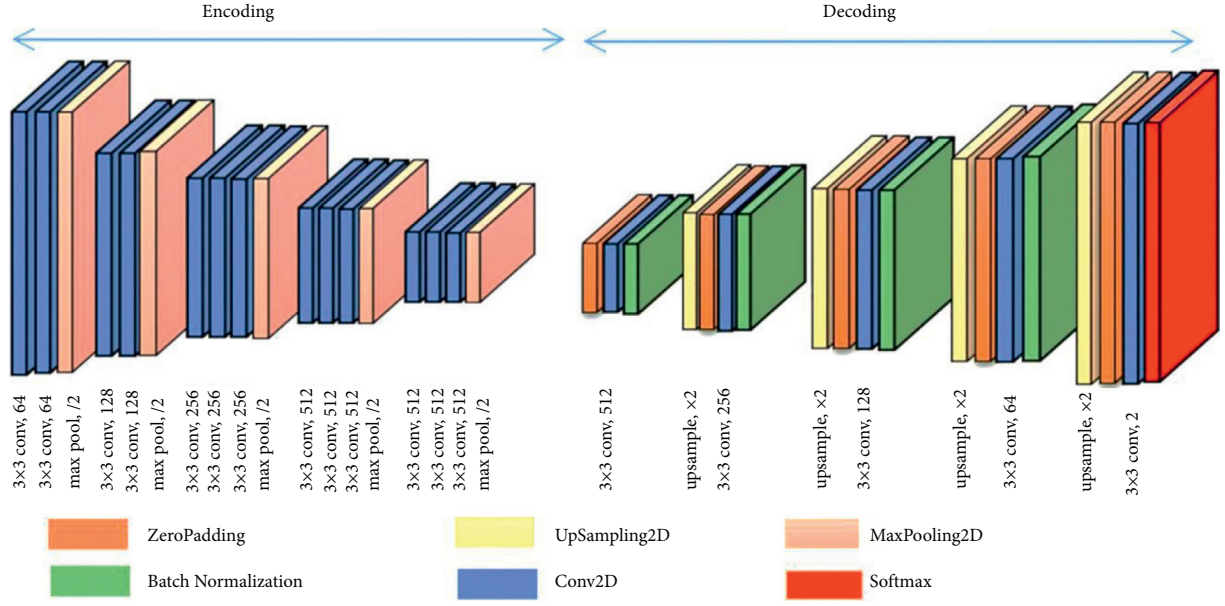 Encoding
Decoding
3×3 conv, 64
3×3 conv, 64
max pool, /2
3×3 conv, 128
3×3 conv, 128
max pool, /2
3×3 conv, 256
3×3 conv, 256
3×3 conv, 256
max pool, /2
3×3 conv, 512
3×3 conv, 512
3×3 conv, 512
max pool, /2
3×3 conv, 512
3×3 conv, 512
3×3 conv, 512
max pool, /2
3×3 conv, 512
upsample, ×2
3×3 conv, 256
upsample, ×2
3×3 conv, 128
upsample, ×2
3×3 conv, 64
upsample, ×2
3×3 conv, 2
ZeroPadding
UpSampling2D
MaxPooling2D
Batch Normalization
Conv2D
Softmax